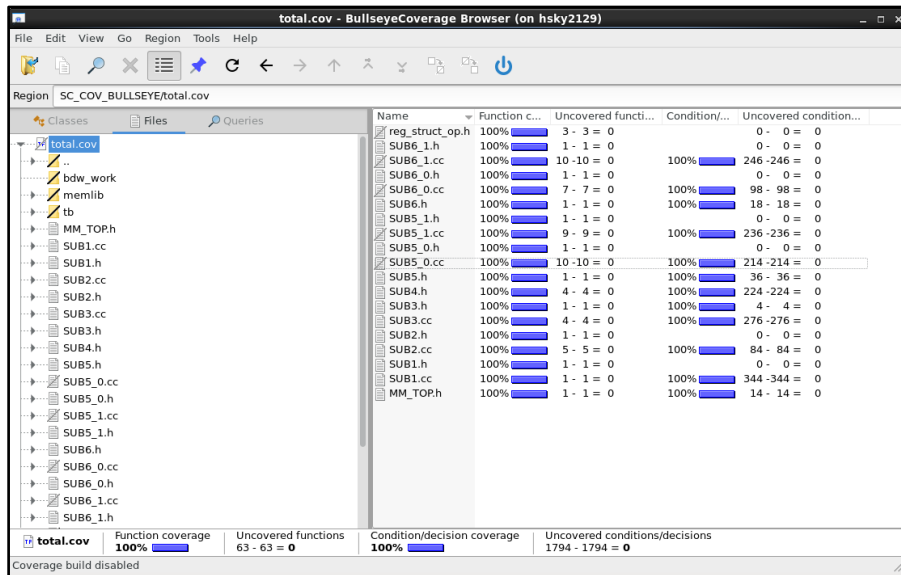 total.cov - BullseyeCoverage Browser (on hsky2129)
File Edit View Go Region Tools Help
Region SC_COV_BULLSEYE/total.cov
Classes Files Queries
total.cov
..
bdw_work
memlib
tb
MM_TOP.h
SUB1.cc
SUB1.h
SUB2.cc
SUB2.h
SUB3.cc
SUB3.h
SUB4.h
SUB5.h
SUB5_0.cc
SUB5_0.h
SUB5_1.cc
SUB5_1.h
SUB6.h
SUB6_0.cc
SUB6_0.h
SUB6_1.cc
SUB6_1.h
Name Function c... Uncovered functi... Condition/... Uncovered condition...
reg_struct_op.h 100% 3 - 3 = 0 0 - 0 = 0
SUB6_1.h 100% 1 - 1 = 0 0 - 0 = 0
SUB6_1.cc 100% 10 -10 = 0 100% 246 -246 = 0
SUB6_0.h 100% 1 - 1 = 0 0 - 0 = 0
SUB6_0.cc 100% 7 - 7 = 0 100% 98 - 98 = 0
SUB6.h 100% 1 - 1 = 0 100% 18 - 18 = 0
SUB5_1.h 100% 1 - 1 = 0 0 - 0 = 0
SUB5_1.cc 100% 9 - 9 = 0 100% 236 -236 = 0
SUB5_0.h 100% 1 - 1 = 0 0 - 0 = 0
SUB5_0.cc 100% 10 -10 = 0 100% 214 -214 = 0
SUB5.h 100% 1 - 1 = 0 100% 36 - 36 = 0
SUB4.h 100% 4 - 4 = 0 100% 224 -224 = 0
SUB3.h 100% 1 - 1 = 0 100% 4 - 4 = 0
SUB3.cc 100% 4 - 4 = 0 100% 276 -276 = 0
SUB2.h 100% 1 - 1 = 0 0 - 0 = 0
SUB2.cc 100% 5 - 5 = 0 100% 84 - 84 = 0
SUB1.h 100% 1 - 1 = 0 0 - 0 = 0
SUB1.cc 100% 1 - 1 = 0 100% 344 -344 = 0
MM_TOP.h 100% 1 - 1 = 0 100% 14 - 14 = 0
total.cov Function coverage Uncovered functions Condition/decision coverage Uncovered conditions/decisions
100% 63 - 63 = 0 100% 1794 - 1794 = 0
Coverage build disabled